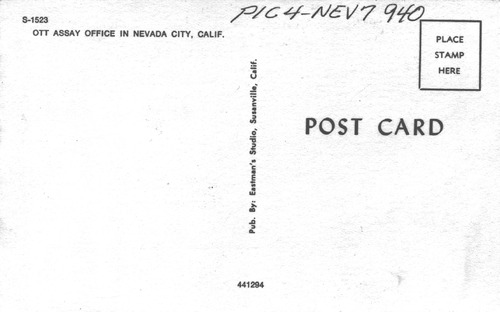 PIC4-NEV7 940
S-1523
OTT ASSAY OFFICE IN NEVADA CITY, CALIF.
PLACE
STAMP
HERE
Pub. By: Eastman's Studio, Susanville, Calif.
POST CARD
441294